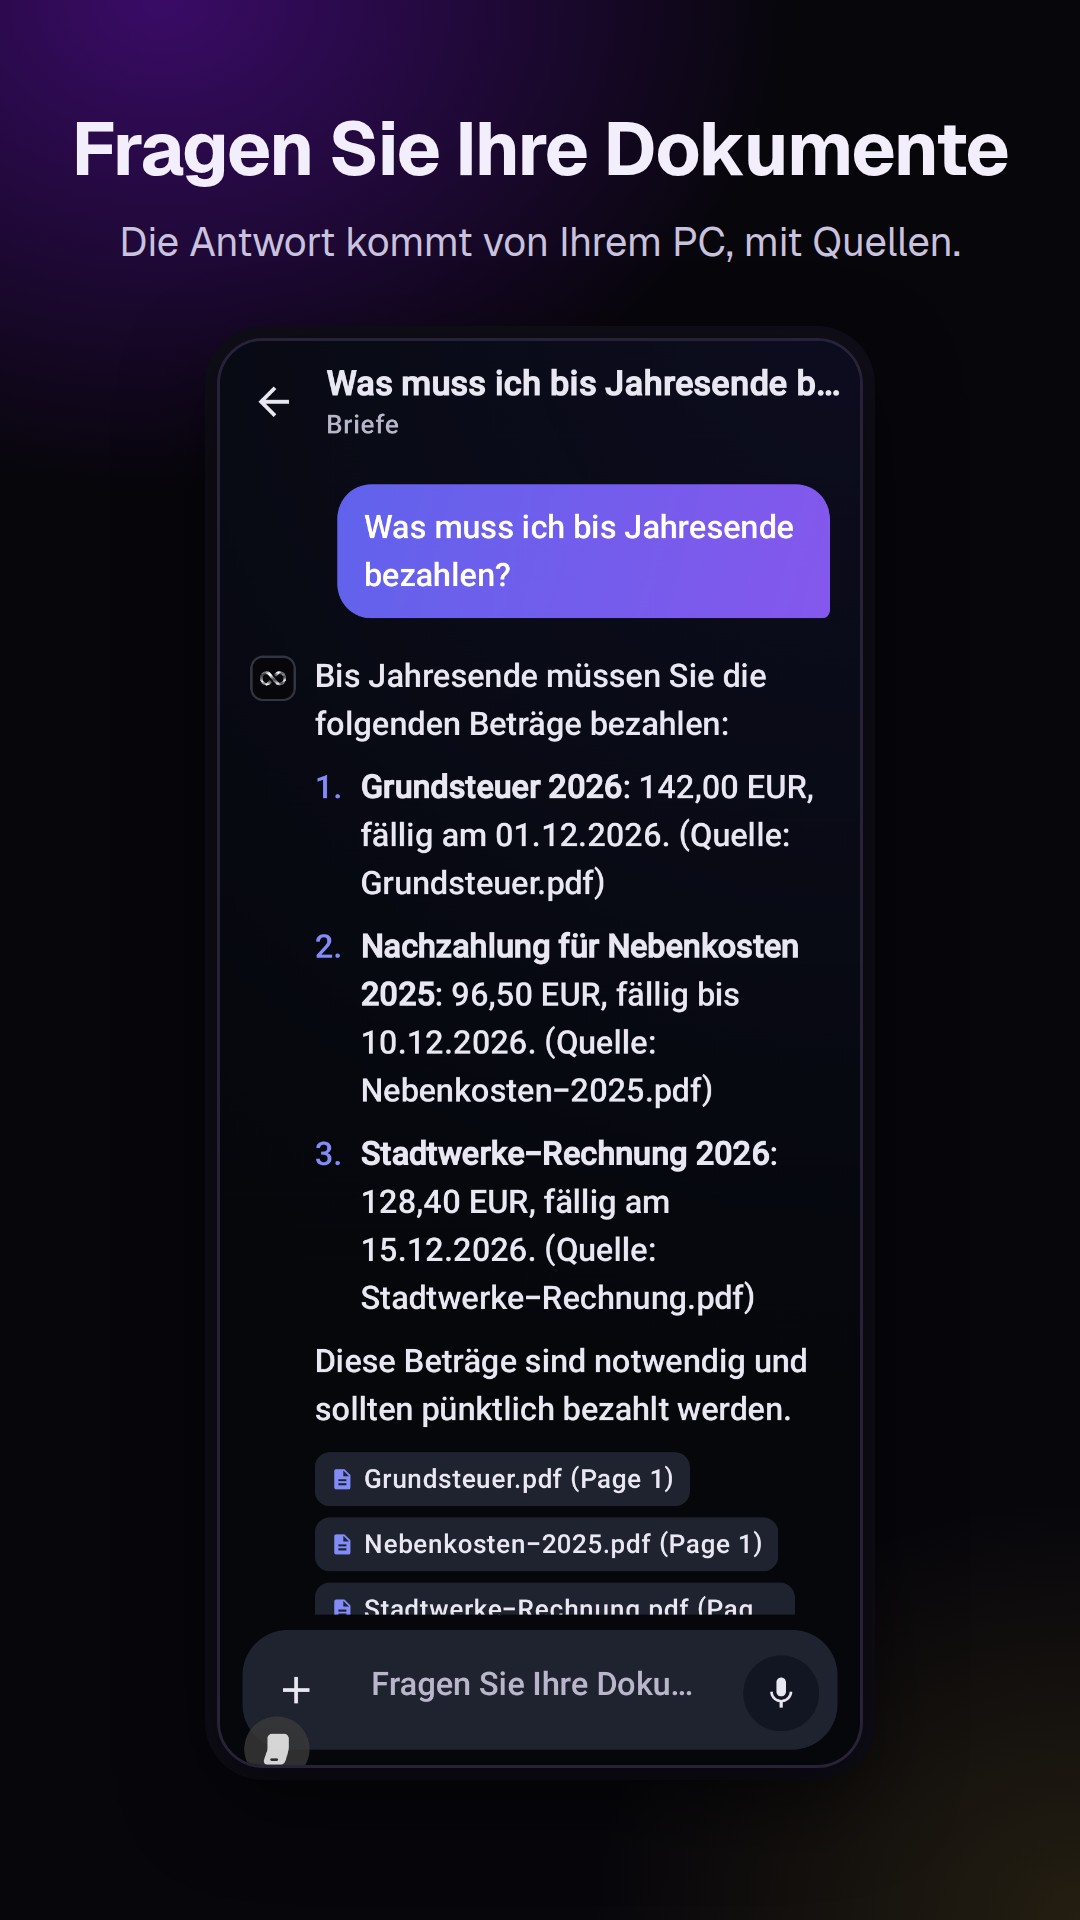 Fragen Sie Ihre Dokumente
Die Antwort kommt von Ihrem PC, mit Quellen.
Was muss ich bis Jahresende b...
Briefe
Was muss ich bis Jahresende
bezahlen?
Bis Jahresende müssen Sie die
folgenden Beträge bezahlen:
1. Grundsteuer 2026: 142,00 EUR,
fällig am 01.12.2026. (Quelle:
Grundsteuer.pdf)
2. Nachzahlung für Nebenkosten
2025: 96,50 EUR, fällig bis
10.12.2026. (Quelle:
Nebenkosten-2025.pdf)
3. Stadtwerke-Rechnung 2026:
128,40 EUR, fällig am
15.12.2026. (Quelle:
Stadtwerke-Rechnung.pdf)
Diese Beträge sind notwendig und
sollten pünktlich bezahlt werden.
Grundsteuer.pdf (Page 1)
Nebenkosten-2025.pdf (Page 1)
Stadtwerke-Rechnung.pdf (Pag
Fragen Sie Ihre Doku...